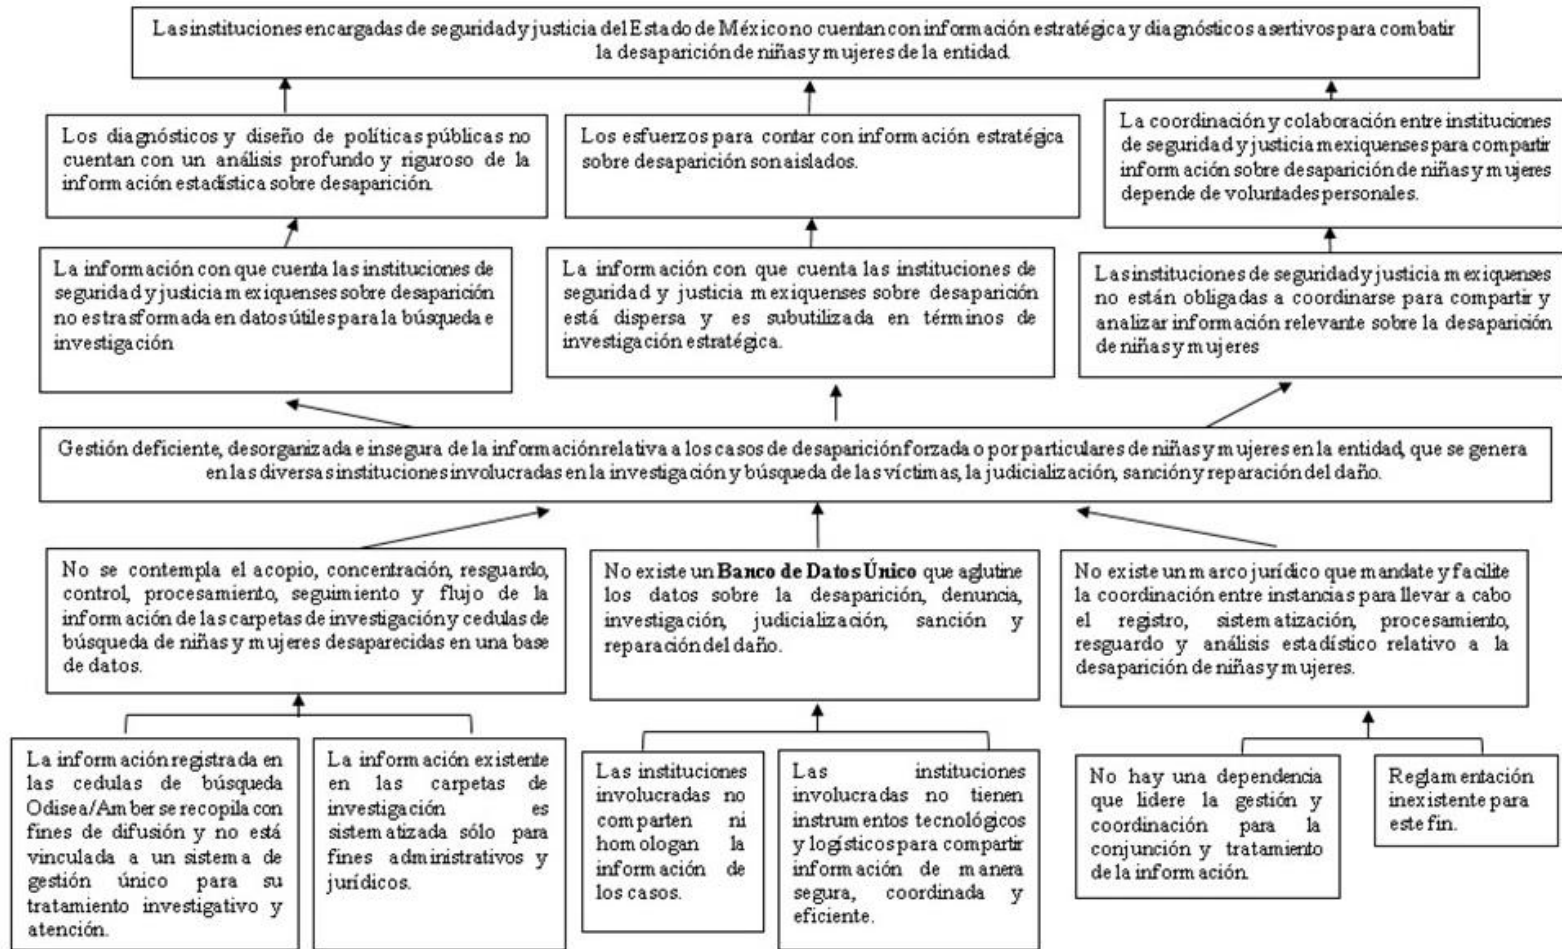 Las instituciones encargadas de seguridad y justicia del Estado de México no cuentan con información estratégica y diagnósticos asertivos para combatir
la desaparición de niñas y mujeres de la entidad.
Los diagnósticos y diseño de políticas públicas no
cuentan con un análisis profundo y riguroso de la
información estadística sobre desaparición.
Los esfuerzos para contar con información estratégica
sobre desaparición son aislados.
La coordinación y colaboración entre instituciones
de seguridad y justicia mexiquenses para compartir
información sobre desaparición de niñas y mujeres
depende de voluntades personales.
La información con que cuenta las instituciones de
seguridad y justicia mexiquenses sobre desaparición
no es trasformada en datos útiles para la búsqueda e
investigación
La información con que cuenta las instituciones de
seguridad y justicia mexiquenses sobre desaparición
está dispersa y es subutilizada en términos de
investigación estratégica.
Las instituciones de seguridad y justicia mexiquenses
no están obligadas a coordinarse para compartir y
analizar información relevante sobre la desaparición
de niñas y mujeres
Gestión deficiente, desorganizada e insegura de la información relativa a los casos de desaparición forzada o por particulares de niñas y mujeres en la entidad, que se genera
en las diversas instituciones involucradas en la investigación y búsqueda de las víctimas, la judicialización, sanción y reparación del daño.
No se contempla el acopio, concentración, resguardo,
control, procesamiento, seguimiento y flujo de la
información de las carpetas de investigación y cedulas de
búsqueda de niñas y mujeres desaparecidas en una base
de datos.
No existe un Banco de Datos Único que aglutine
los datos sobre la desaparición, denuncia,
investigación, judicialización, sanción y
reparación del daño.
No existe un marco jurídico que mandate y facilite
la coordinación entre instancias para llevar a cabo
el registro, sistematización, procesamiento,
resguardo y análisis estadístico relativo a la
desaparición de niñas y mujeres.
La información registrada en
las cedulas de búsqueda
Odisea/Amber se recopila con
fines de difusión y no está
vinculada a un sistema de
gestión único para su
tratamiento investigativo y
atención.
La información existente
en las carpetas de
investigación es
sistematizada sólo para
fines administrativos y
jurídicos.
Las instituciones
involucradas no
comparten ni
homologan la
información de
los casos.
Las instituciones
involucradas no tienen
instrumentos tecnológicos
y logísticos para compartir
información de manera
segura, coordinada y
eficiente.
No hay una dependencia
que lidere la gestión y
coordinación para la
conjunción y tratamiento
de la información.
Reglamentación
inexistente para
este fin.